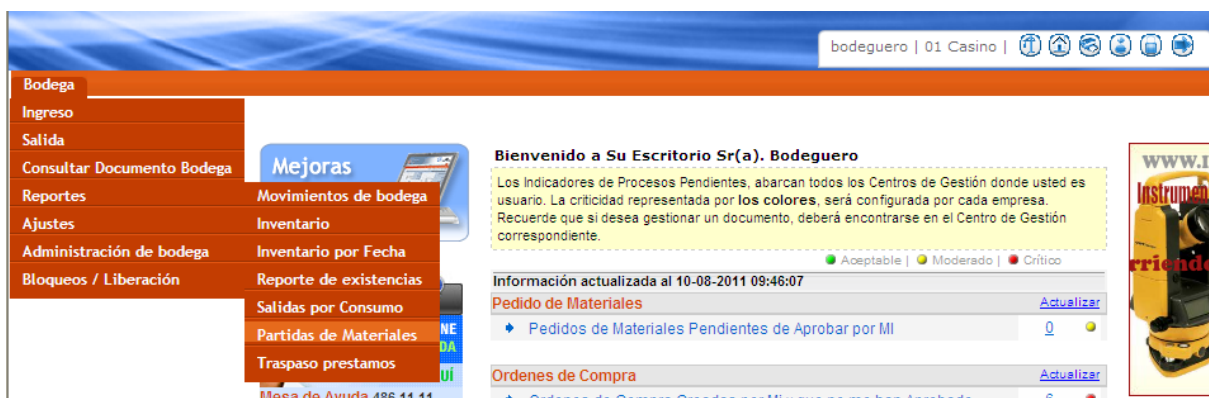 bodeguero | 01 Casino |
Bodega
Ingreso
Salida
Consultar Documento Bodega
Reportes
Ajustes
Administración de bodega
Bloqueos / Liberación
Movimientos de bodega
Inventario
Inventario por Fecha
Reporte de existencias
Salidas por Consumo
Partidas de Materiales
Traspaso prestamos
Mejoras
NE
DA
UÍ
Mesa de Ayuda 486 11 11
Bienvenido a Su Escritorio Sr(a). Bodeguero
Los Indicadores de Procesos Pendientes, abarcan todos los Centros de Gestión donde usted es
usuario. La criticidad representada por los colores, será configurada por cada empresa.
Recuerde que si desea gestionar un documento, deberá encontrarse en el Centro de Gestión
correspondiente.
Aceptable | Moderado | Crítico
Información actualizada al 10-08-2011 09:46:07
Pedido de Materiales Actualizar
Pedidos de Materiales Pendientes de Aprobar por MI 0
Ordenes de Compra Actualizar
www.
Instrumen
rriendo